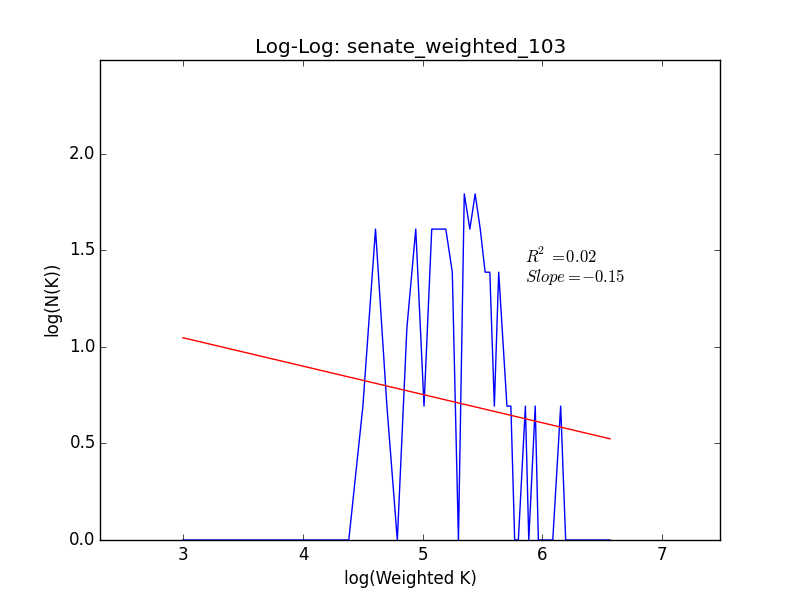 Log-Log: senate_weighted_103
log(N(K))
2.0
1.5
1.0
0.5
0.0
R² =0.02
Slope=−0.15
3 4 5 6 7
log(Weighted K)